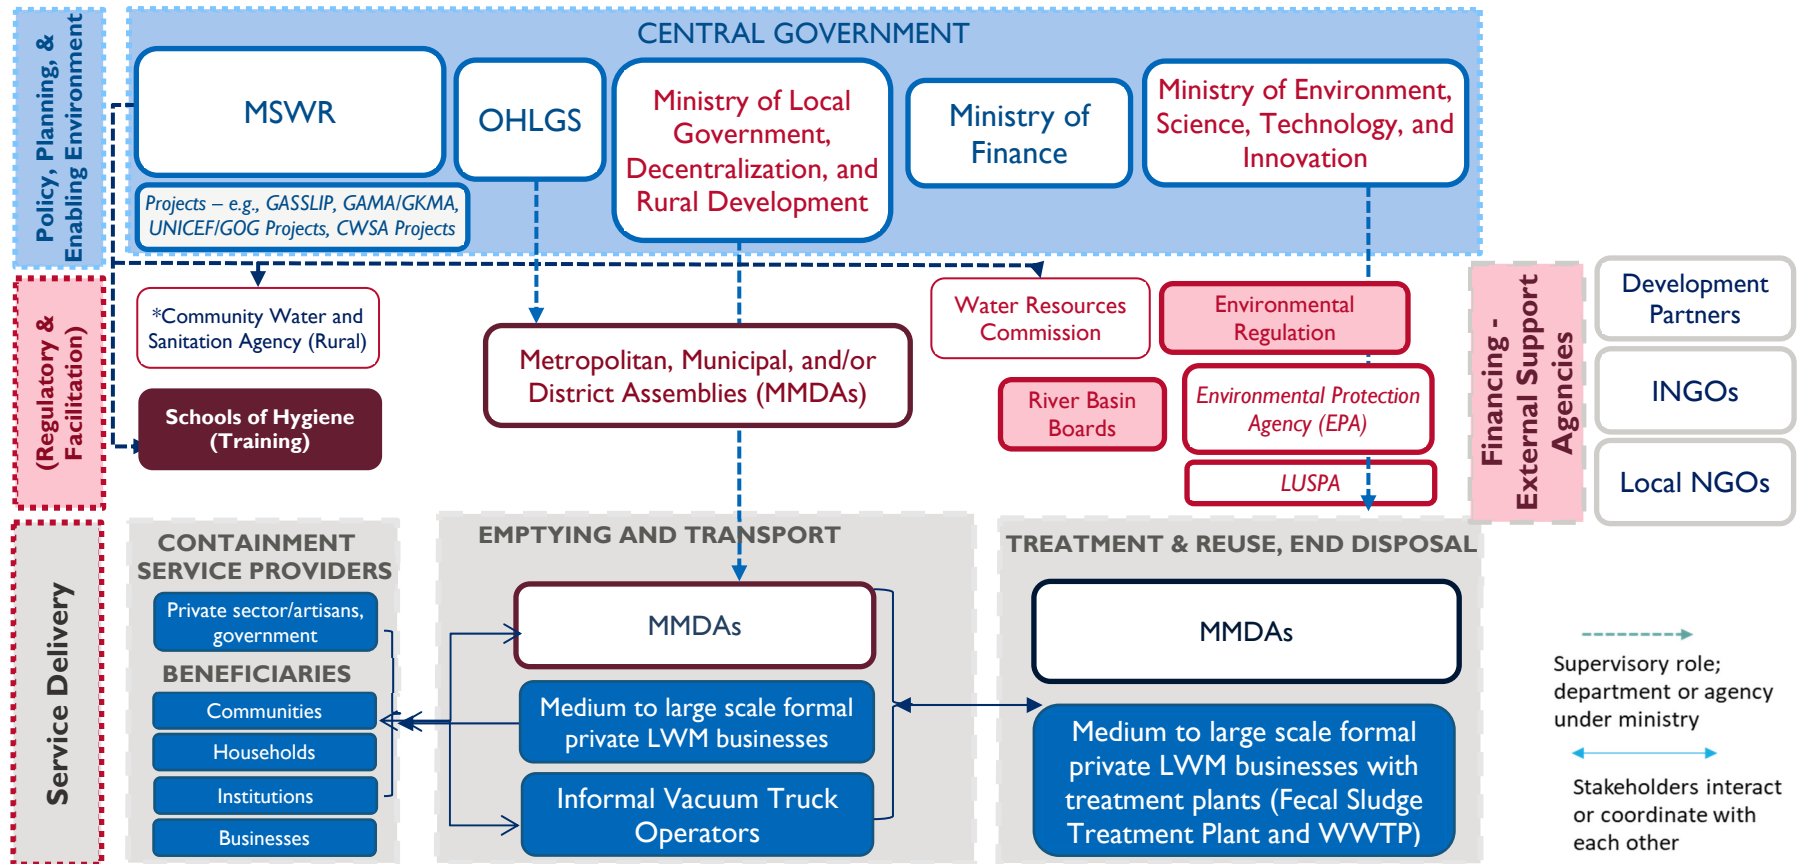 Policy, Planning, &
Enabling Environment
CENTRAL GOVERNMENT
MSWR
OHLGS
Ministry of Local
Government,
Decentralization, and
Rural Development
Ministry of
Finance
Ministry of Environment,
Science, Technology, and
Innovation
Projects – e.g., GASSLIP, GAMA/GKMA,
UNICEF/GOG Projects, CWSA Projects
(Regulatory &
Facilitation)
*Community Water and
Sanitation Agency (Rural)
Schools of Hygiene
(Training)
Metropolitan, Municipal, and/or
District Assemblies (MMDAs)
Water Resources
Commission
River Basin
Boards
Environmental
Regulation
Environmental Protection
Agency (EPA)
LUSPA
Financing -
External Support
Agencies
Development
Partners
INGOs
Local NGOs
Service Delivery
CONTAINMENT
SERVICE PROVIDERS
Private sector/artisans,
government
BENEFICIARIES
Communities
Households
Institutions
Businesses
EMPTYING AND TRANSPORT
MMDAs
Medium to large scale formal
private LWM businesses
Informal Vacuum Truck
Operators
TREATMENT & REUSE, END DISPOSAL
MMDAs
Medium to large scale formal
private LWM businesses with
treatment plants (Fecal Sludge
Treatment Plant and WWTP)
Supervisory role;
department or agency
under ministry
Stakeholders interact
or coordinate with
each other